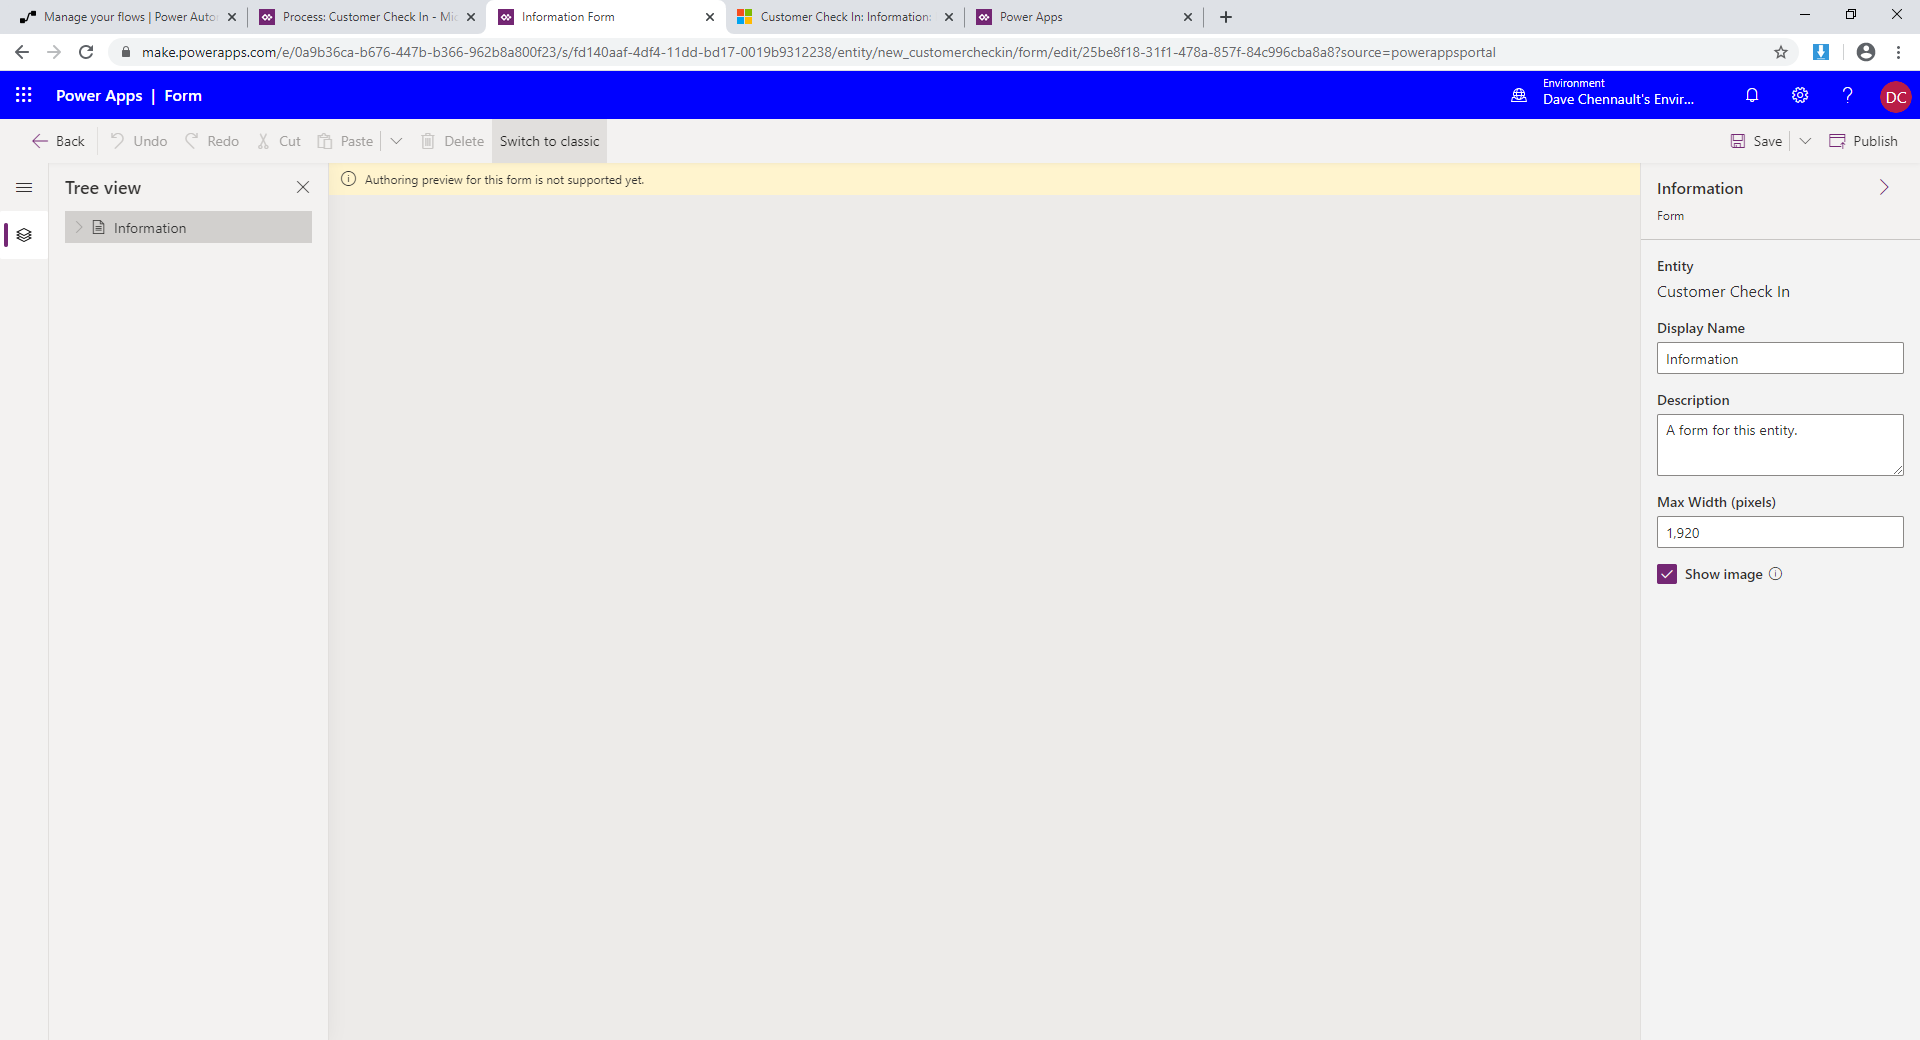 Manage your flows | Power Auto
Process: Customer Check In - Mic
Information Form
Customer Check In: Information:
Power Apps
make.powerapps.com/e/0a9b36ca-b676-447b-b366-962b8a800f23/s/fd140aaf-4df4-11dd-bd17-0019b9312238/entity/new_customercheckin/form/edit/25be8f18-31f1-478a-857f-84c996cba8a8?source=powerappsportal
Power Apps | Form
Environment
Dave Chennault's Envir...
DC
Back Undo Redo Cut Paste Delete Switch to classic Save Publish
Tree view
Information
Authoring preview for this form is not supported yet.
Information
Form
Entity
Customer Check In
Display Name
Information
Description
A form for this entity.
Max Width (pixels)
1,920
Show image